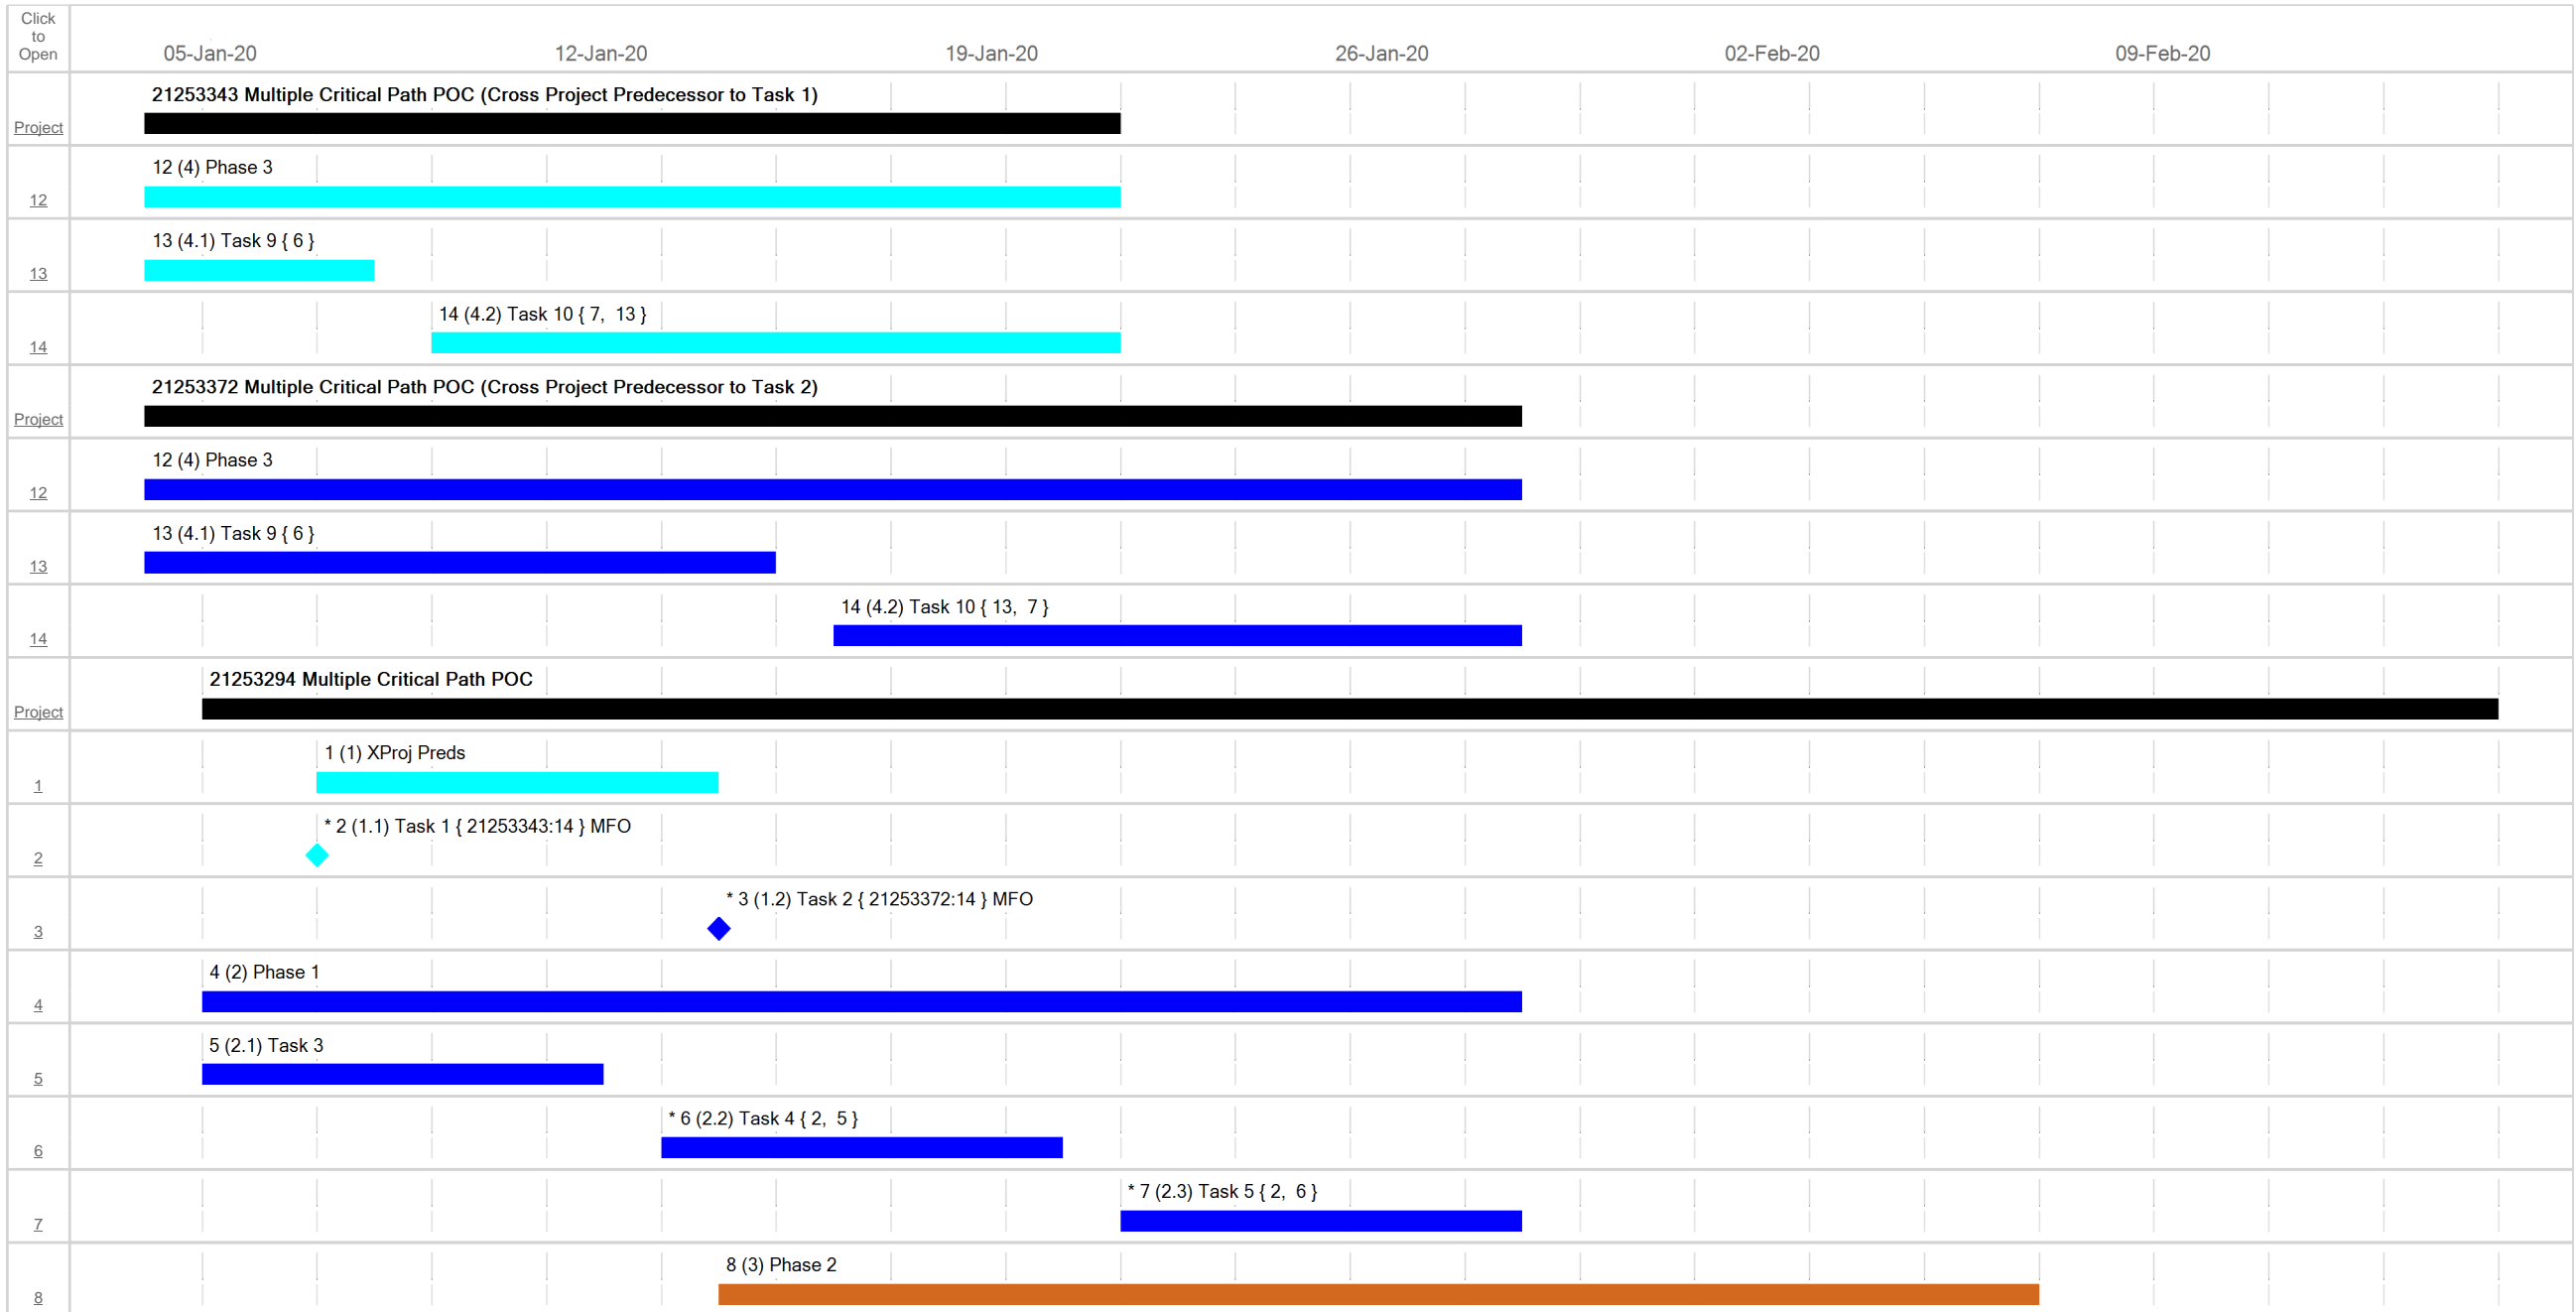 Click
to
Open
05-Jan-20 12-Jan-20 19-Jan-20 26-Jan-20 02-Feb-20 09-Feb-20
21253343 Multiple Critical Path POC (Cross Project Predecessor to Task 1)
Project
12 (4) Phase 3
12
13 (4.1) Task 9 { 6 }
13
14 (4.2) Task 10 { 7,  13 }
14
21253372 Multiple Critical Path POC (Cross Project Predecessor to Task 2)
Project
12 (4) Phase 3
12
13 (4.1) Task 9 { 6 }
13
14 (4.2) Task 10 { 13,  7 }
14
21253294 Multiple Critical Path POC
Project
1 (1) XProj Preds
1
* 2 (1.1) Task 1 { 21253343:14 } MFO
2
* 3 (1.2) Task 2 { 21253372:14 } MFO
3
4 (2) Phase 1
4
5 (2.1) Task 3
5
* 6 (2.2) Task 4 { 2,  5 }
6
* 7 (2.3) Task 5 { 2,  6 }
7
8 (3) Phase 2
8